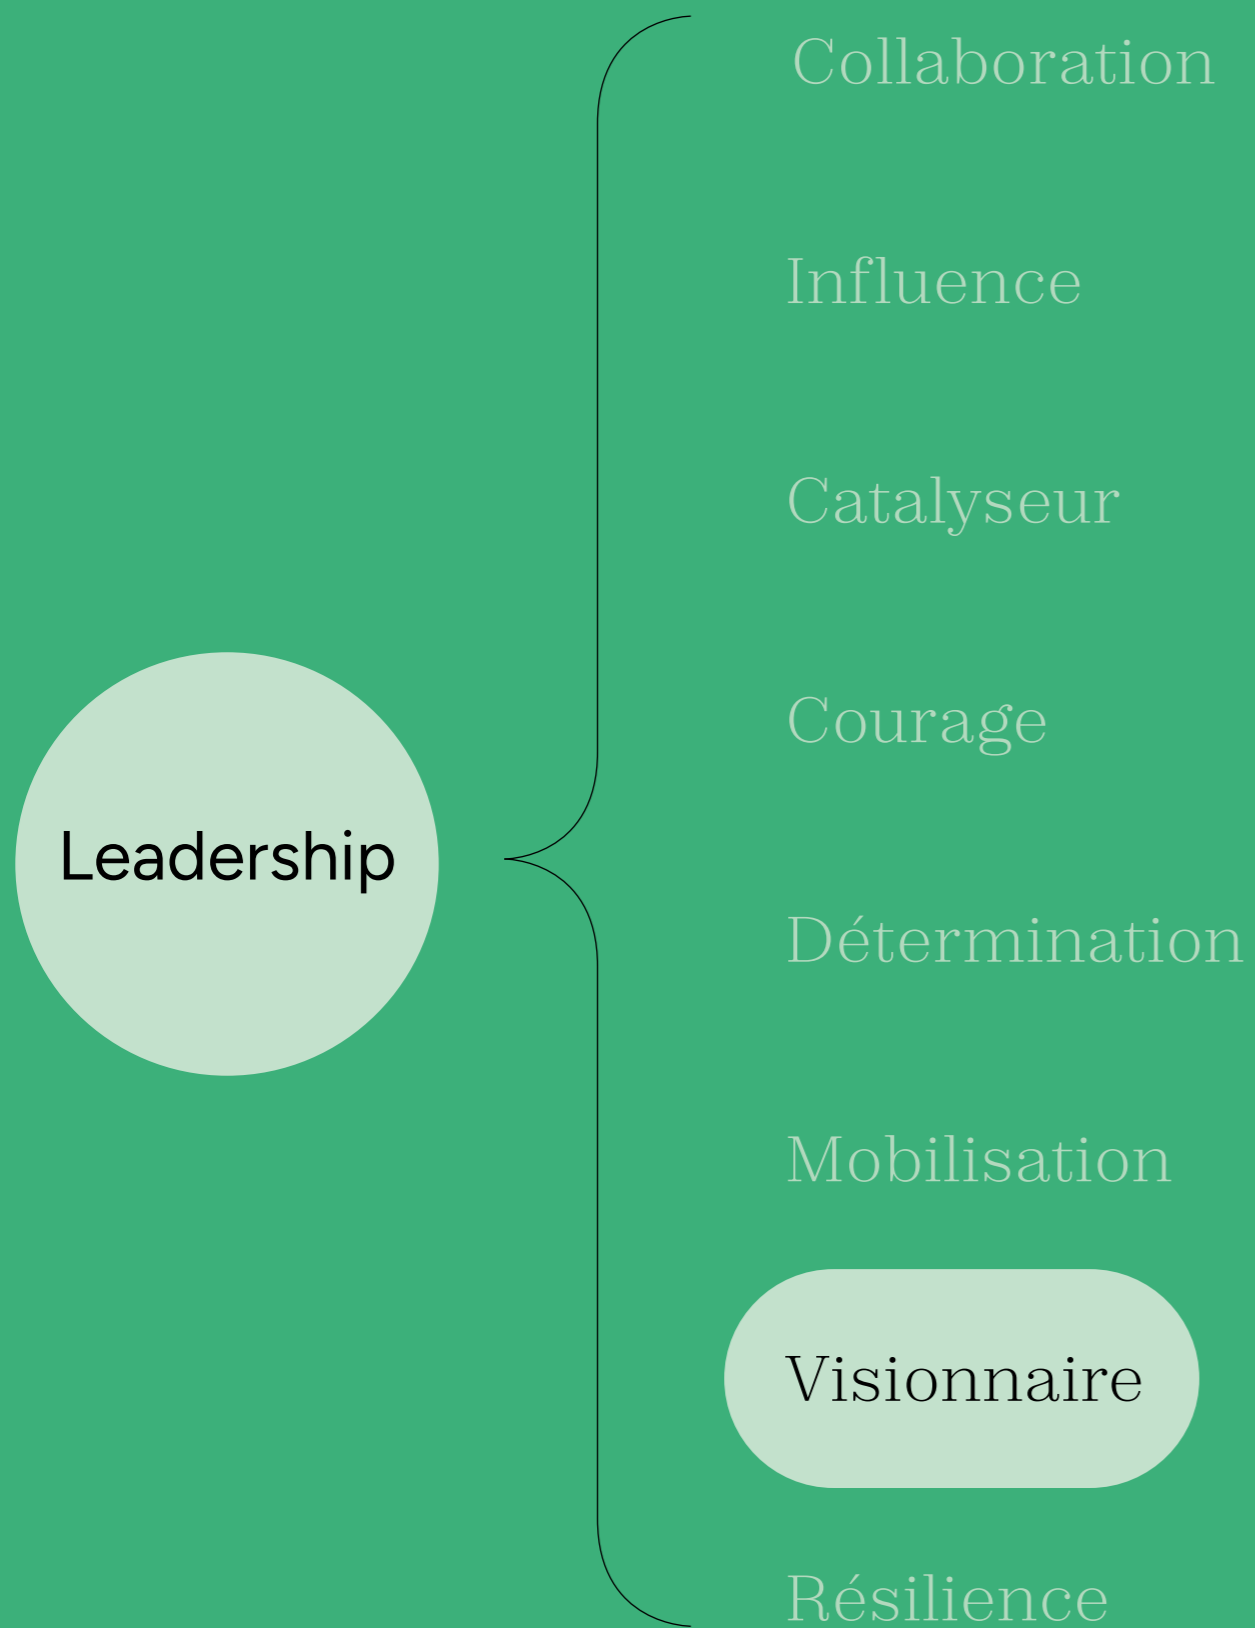 Leadership
Collaboration
Influence
Catalyseur
Courage
Détermination
Mobilisation
Visionnaire
Résilience